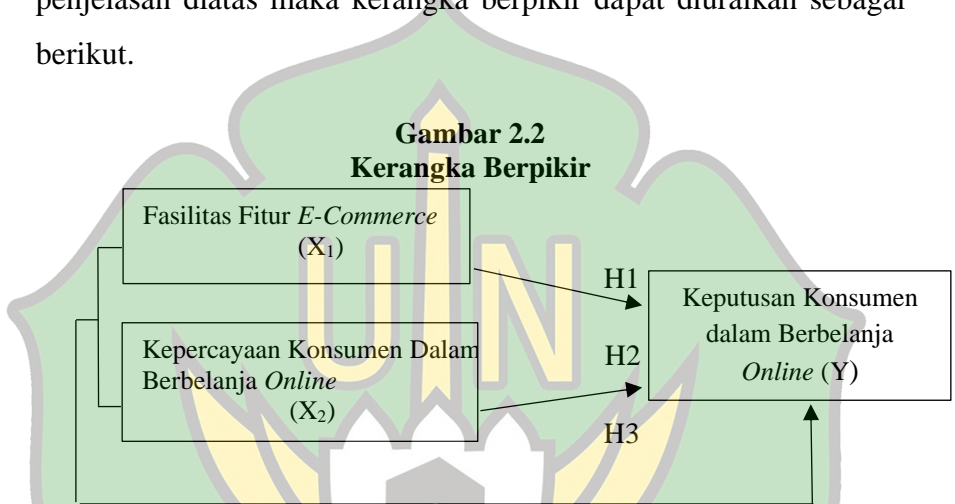 penjelasan diatas maka kerangka berpikir dapat diuraikan sebagai
berikut.
Gambar 2.2
Kerangka Berpikir
Fasilitas Fitur E-Commerce
(X₁)
Kepercayaan Konsumen Dalam
Berbelanja Online
(X₂)
H1
H2
H3
Keputusan Konsumen
dalam Berbelanja
Online (Y)
UIN